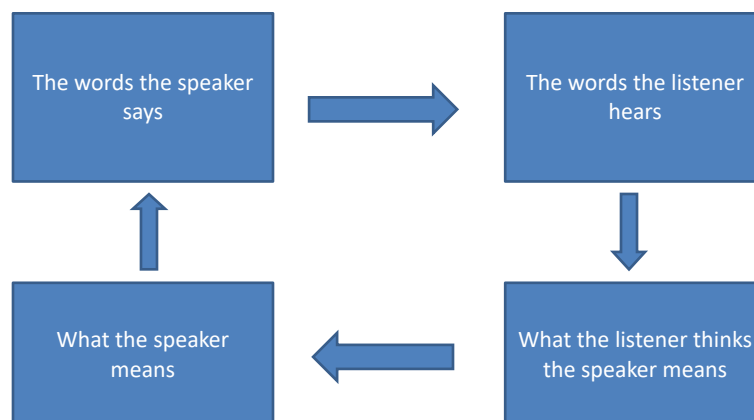 The words the speaker
says
The words the listener
hears
What the speaker
means
What the listener thinks
the speaker means